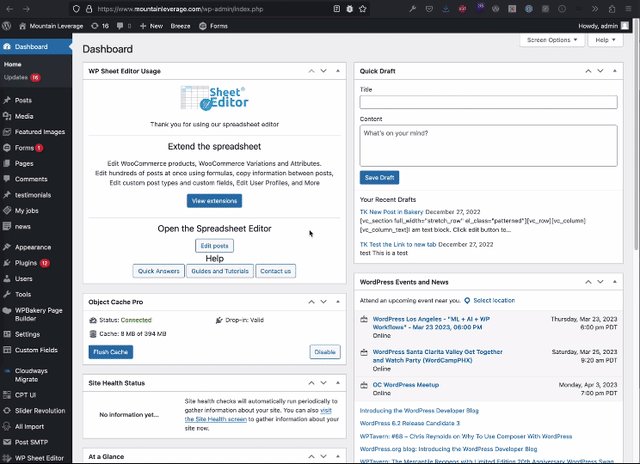 https://www.mountainleverage.com/wp-admin/index.php
Mountain Leverage 16 0 New Breeze Forms Howdy, admin
Dashboard
Home
Updates 16
Posts
Media
Featured Images
Forms 1
Pages
Comments
testimonials
My jobs
news
Appearance
Plugins 12
Users
Tools
WPBakery Page
Builder
Settings
Custom Fields
Cloudways
Migrate
CPT UI
Slider Revolution
All Import
Post SMTP
WP Sheet Editor
Screen Options Help
Dashboard
WP Sheet Editor Usage
Sheet
Editor
Thank you for using our spreadsheet editor
Extend the spreadsheet
Edit WooCommerce products, WooCommerce Variations and Attributes.
Edit hundreds of posts at once using formulas, copy information between posts,
Edit custom post types and custom fields, Edit User Profiles, and More
View extensions
Open the Spreadsheet Editor
Edit posts
Help
Quick Answers Guides and Tutorials Contact us
Object Cache Pro
Status: Connected Drop-in: Valid
Cache: 8 MB of 394 MB
Flush Cache Disable
Site Health Status
No information yet...
Site health checks will automatically run periodically to
gather information about your site. You can also visit
the Site Health screen to gather information about your
site now.
At a Glance
Quick Draft
Title
Content
What's on your mind?
Save Draft
Your Recent Drafts
TK New Post in Bakery December 27, 2022
[vc_section full_width="stretch_row" el_class="patterned"][vc_row][vc_column]
[vc_column_text]I am text block. Click edit button to...
TK Test the Link to new tab December 27, 2022
test This is a test
WordPress Events and News
Attend an upcoming event near you. Select location
WordPress Los Angeles - "ML + AI + WP
Workflows" - Mar 23 2023, 06:00 PM
Online
Thursday, Mar 23, 2023
6:00 pm PDT
WordPress Santa Clarita Valley Get Together
and Watch Party (WordCampPHX)
Online
Saturday, Mar 25, 2023
9:20 am PDT
OC WordPress Meetup
Online
Monday, Apr 3, 2023
7:00 pm PDT
Introducing the WordPress Developer Blog
WordPress 6.2 Release Candidate 3
WPTavern: #68 – Chris Reynolds on Why To Use Composer With WordPress
WordPress.org blog: Introducing the WordPress Developer Blog